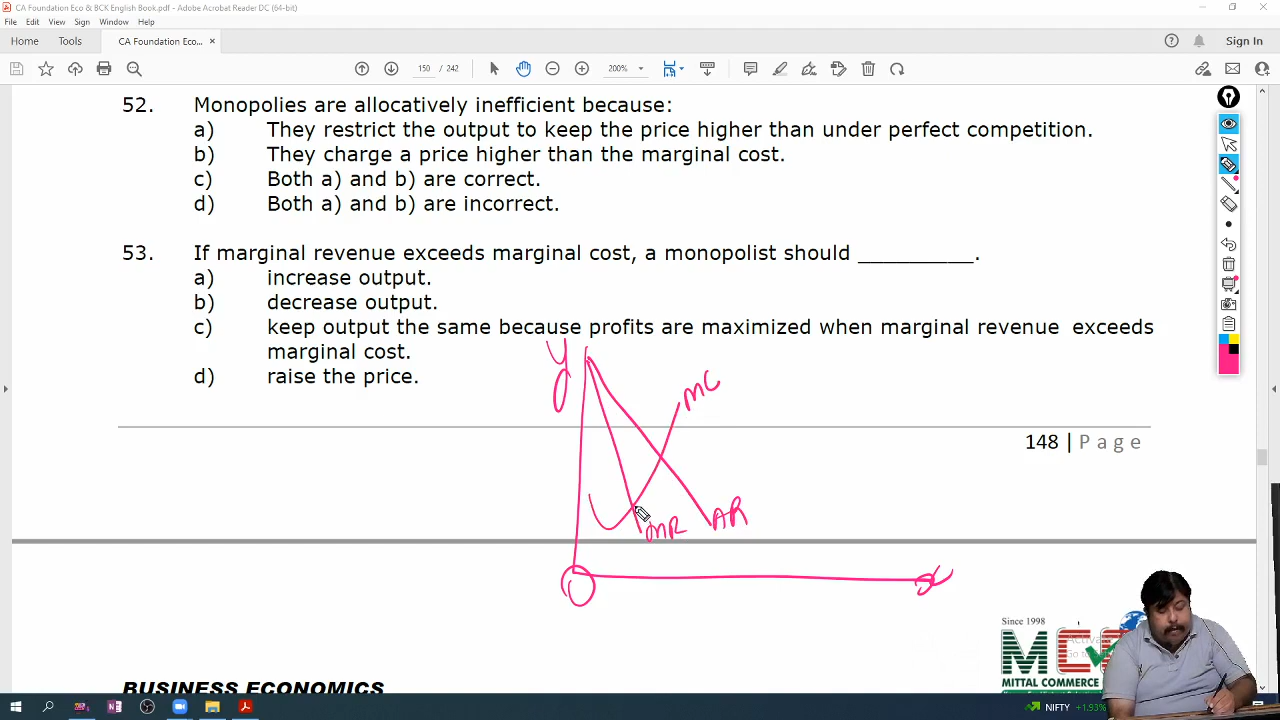 CA Foundation Eco & BCK English Book.pdf - Adobe Acrobat Reader DC (64-bit)
File Edit View Sign Window Help
Home Tools CA Foundation Eco... × Sign In
150 / 242 200%
52. Monopolies are allocatively inefficient because:
a) They restrict the output to keep the price higher than under perfect competition.
b) They charge a price higher than the marginal cost.
c) Both a) and b) are correct.
d) Both a) and b) are incorrect.
53. If marginal revenue exceeds marginal cost, a monopolist should _________.
a) increase output.
b) decrease output.
c) keep output the same because profits are maximized when marginal revenue exceeds
marginal cost.
d) raise the price.
y
MC
148 | Page
AR
MR
O
x
Since 1998
MITTAL COMMERCE
BUSINESS ECONOMICS
NIFTY +1.93%